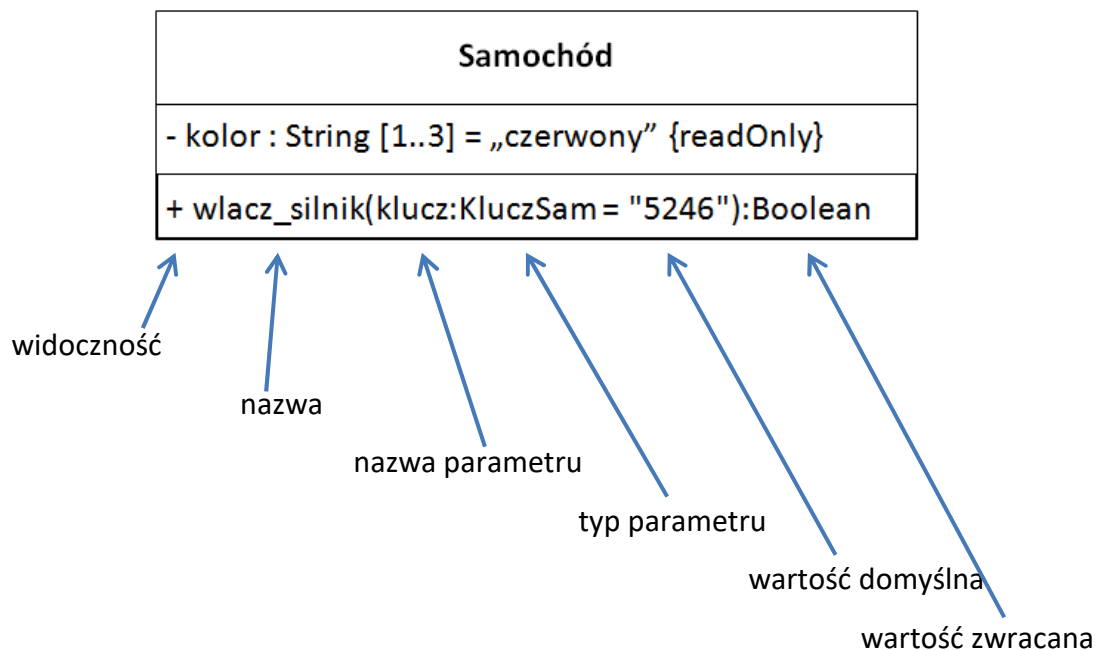 Samochód
- kolor : String [1..3] = „czerwony” {readOnly}
+ wlacz_silnik(klucz:KluczSam = "5246"):Boolean
widoczność
nazwa
nazwa parametru
typ parametru
wartość domyślna
wartość zwracana